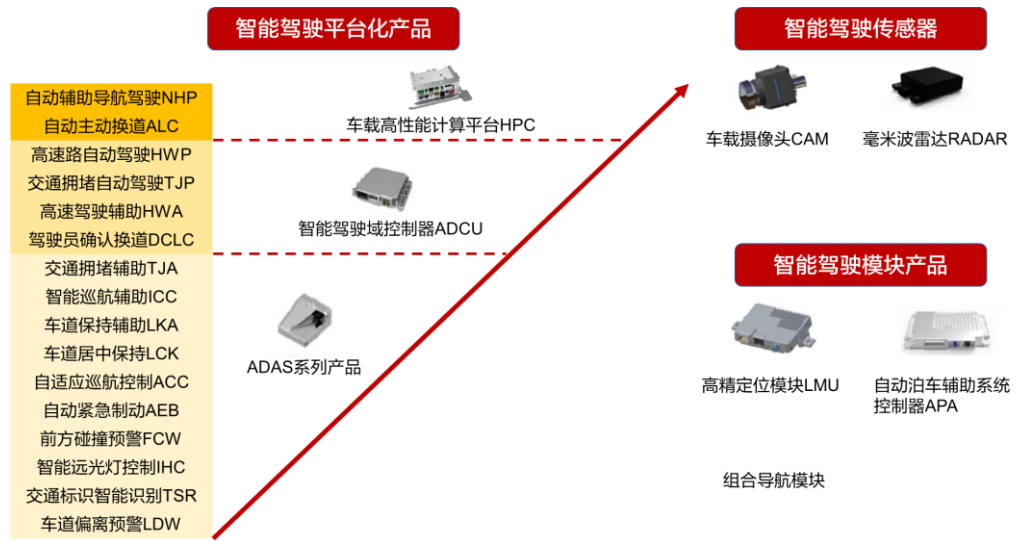 智能驾驶平台化产品
自动辅助导航驾驶NHP
自动主动换道ALC
高速路自动驾驶HWP
交通拥堵自动驾驶TJP
高速驾驶辅助HWA
驾驶员确认换道DCLC
交通拥堵辅助TJA
智能巡航辅助ICC
车道保持辅助LKA
车道居中保持LCK
自适应巡航控制ACC
自动紧急制动AEB
前方碰撞预警FCW
智能远光灯控制IHC
交通标识智能识别TSR
车道偏离预警LDW
车载高性能计算平台HPC
智能驾驶域控制器ADCU
ADAS系列产品
智能驾驶传感器
车载摄像头CAM
毫米波雷达RADAR
智能驾驶模块产品
高精定位模块LMU
自动泊车辅助系统
控制器APA
组合导航模块